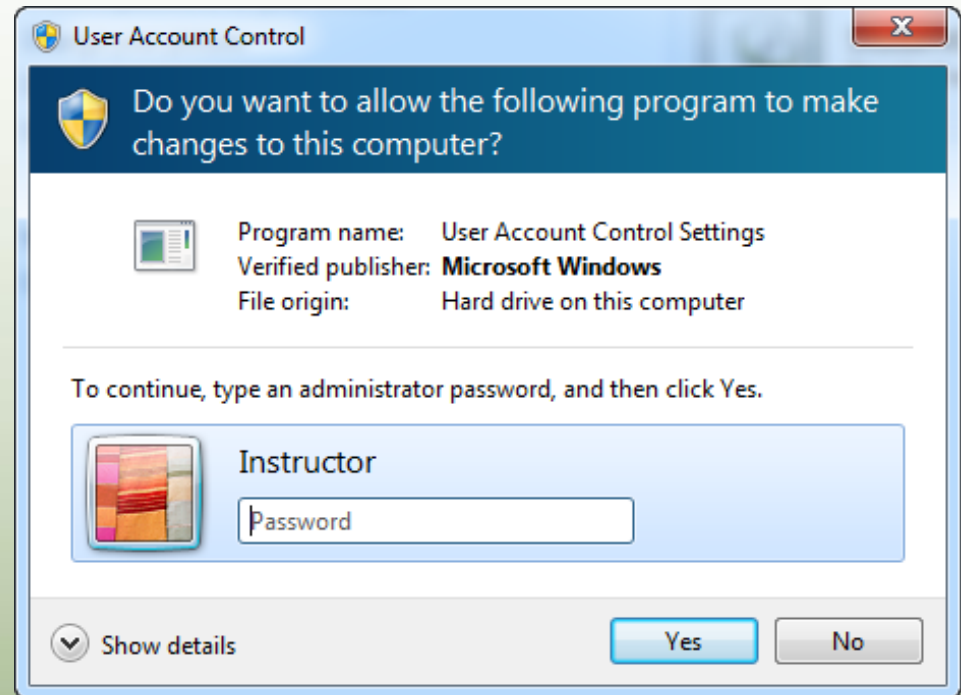 User Account Control
Do you want to allow the following program to make
changes to this computer?
Program name: User Account Control Settings
Verified publisher: Microsoft Windows
File origin: Hard drive on this computer
To continue, type an administrator password, and then click Yes.
Instructor
Password
Show details
Yes
No